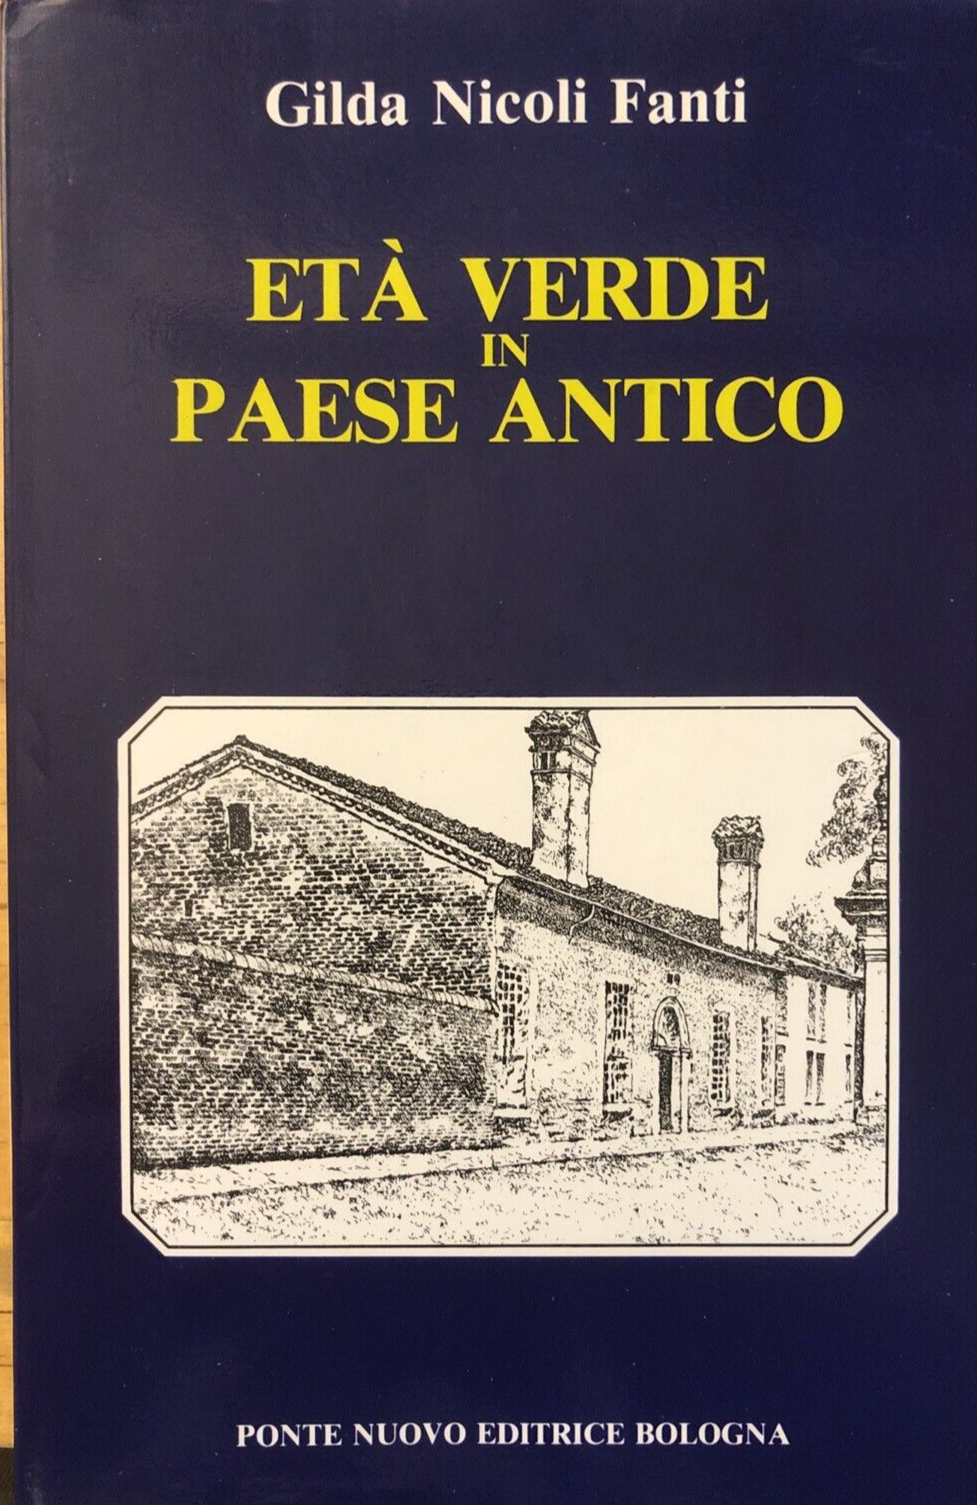 Gilda Nicoli Fanti
ETÀ VERDE
IN
PAESE ANTICO
PONTE NUOVO EDITRICE BOLOGNA